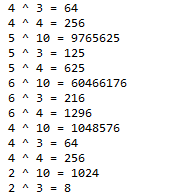 4 ^ 3 = 64
4 ^ 4 = 256
5 ^ 10 = 9765625
5 ^ 3 = 125
5 ^ 4 = 625
6 ^ 10 = 60466176
6 ^ 3 = 216
6 ^ 4 = 1296
4 ^ 10 = 1048576
4 ^ 3 = 64
4 ^ 4 = 256
2 ^ 10 = 1024
2 ^ 3 = 8